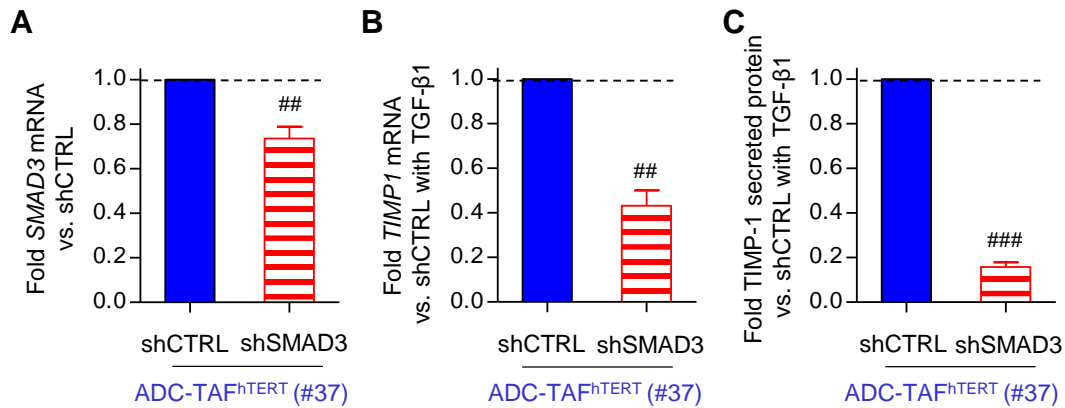 A
Fold SMAD3 mRNA
vs. shCTRL
1.0
0.8
0.6
0.4
0.2
0.0
##
shCTRL shSMAD3
ADC-TAFhTERT (#37)
B
Fold TIMP1 mRNA
vs. shCTRL with TGF-β1
1.0
0.8
0.6
0.4
0.2
0.0
##
shCTRL shSMAD3
ADC-TAFhTERT (#37)
C
Fold TIMP-1 secreted protein
vs. shCTRL with TGF-β1
1.0
0.8
0.6
0.4
0.2
0.0
###
shCTRL shSMAD3
ADC-TAFhTERT (#37)